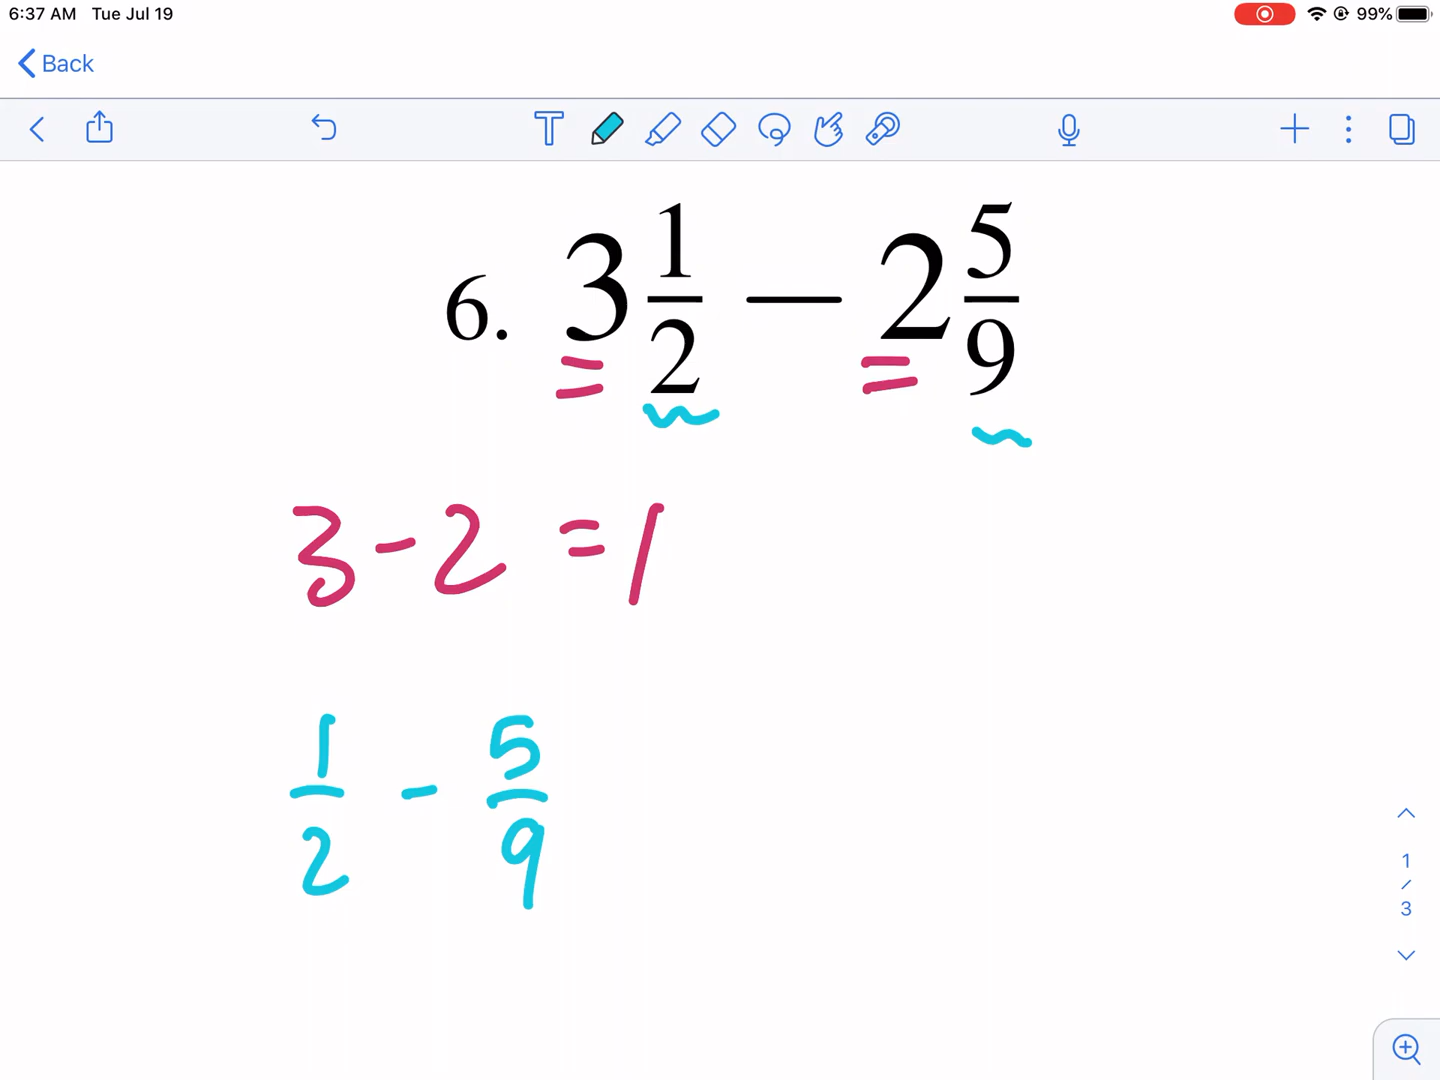 6:37 AM Tue Jul 19 99%
Back
6. 3 1/2 − 2 5/9
3 - 2 = 1
1/2 - 5/9
1 / 3